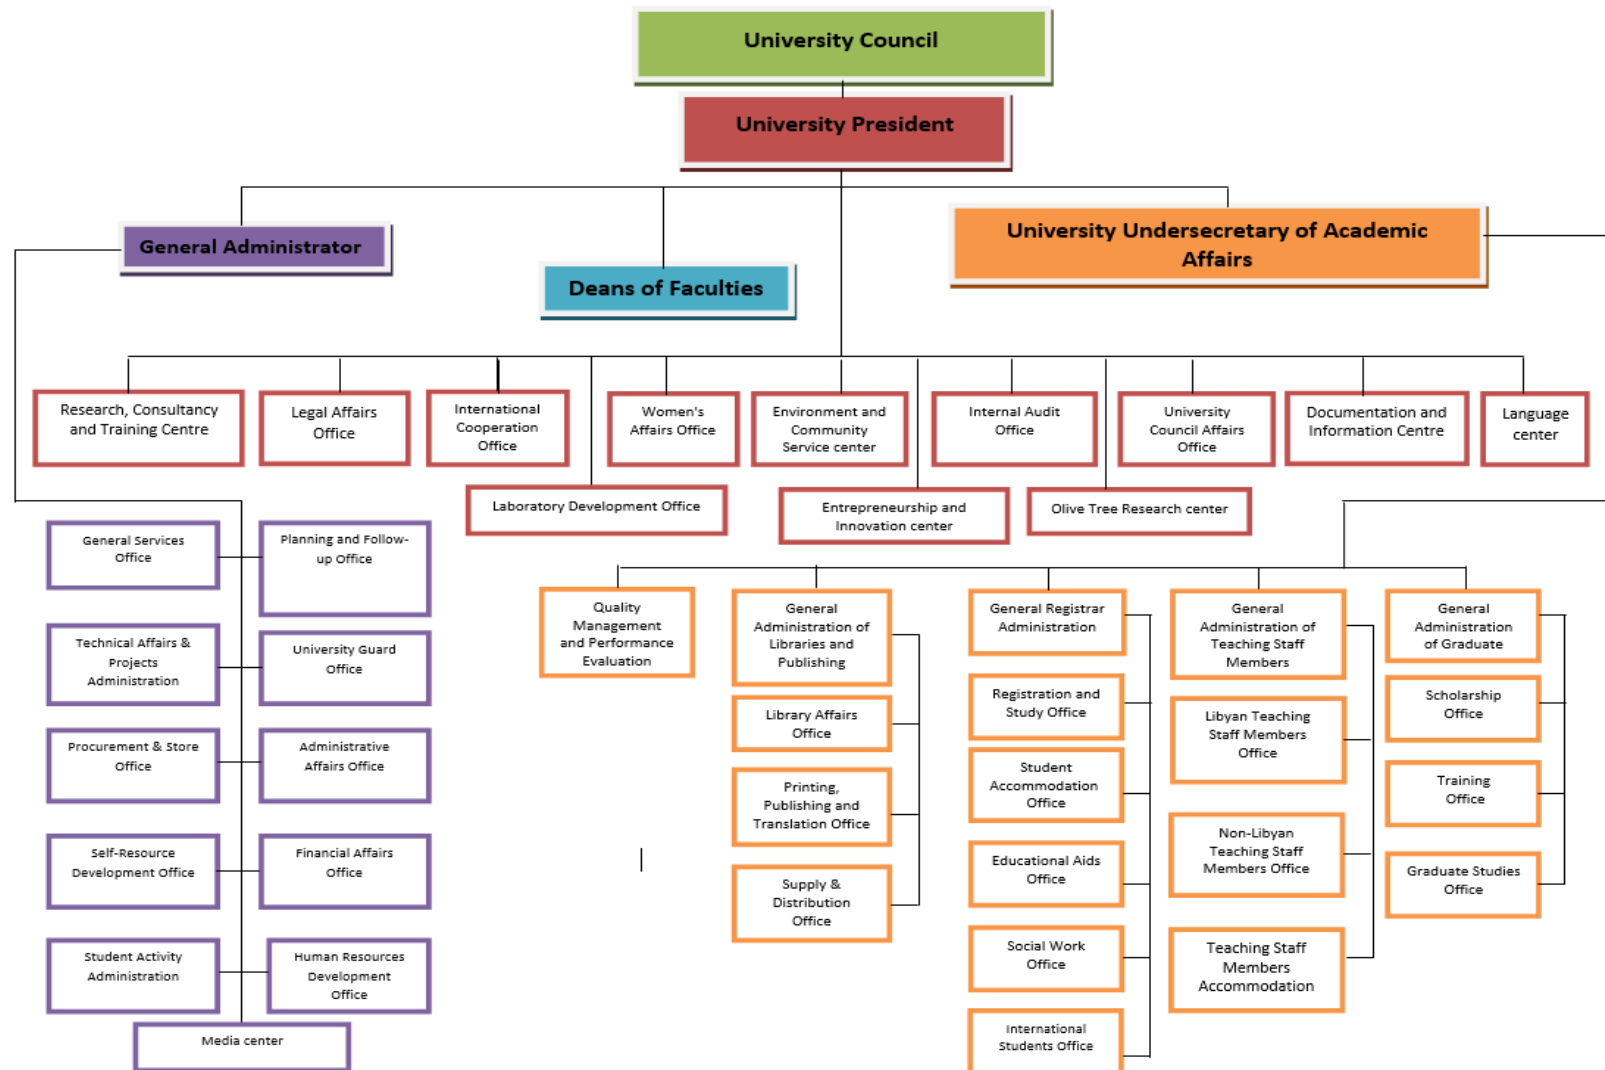 University Council
University President
General Administrator
University Undersecretary of Academic
Affairs
Deans of Faculties
Research, Consultancy
and Training Centre
Legal Affairs
Office
International
Cooperation
Office
Women's
Affairs Office
Environment and
Community
Service center
Internal Audit
Office
University
Council Affairs
Office
Documentation and
Information Centre
Language
center
Laboratory Development Office
Entrepreneurship and
Innovation center
Olive Tree Research center
General Services
Office
Planning and Follow-
up Office
Technical Affairs &
Projects
Administration
University Guard
Office
Procurement & Store
Office
Administrative
Affairs Office
Self-Resource
Development Office
Financial Affairs
Office
Student Activity
Administration
Human Resources
Development
Office
Media center
Quality
Management
and Performance
Evaluation
General
Administration of
Libraries and
Publishing
Library Affairs
Office
Printing,
Publishing and
Translation Office
Supply &
Distribution
Office
General Registrar
Administration
Registration and
Study Office
Student
Accommodation
Office
Educational Aids
Office
Social Work
Office
International
Students Office
General
Administration of
Teaching Staff
Members
Libyan Teaching
Staff Members
Office
Non-Libyan
Teaching Staff
Members Office
Teaching Staff
Members
Accommodation
General
Administration
of Graduate
Scholarship
Office
Training
Office
Graduate Studies
Office